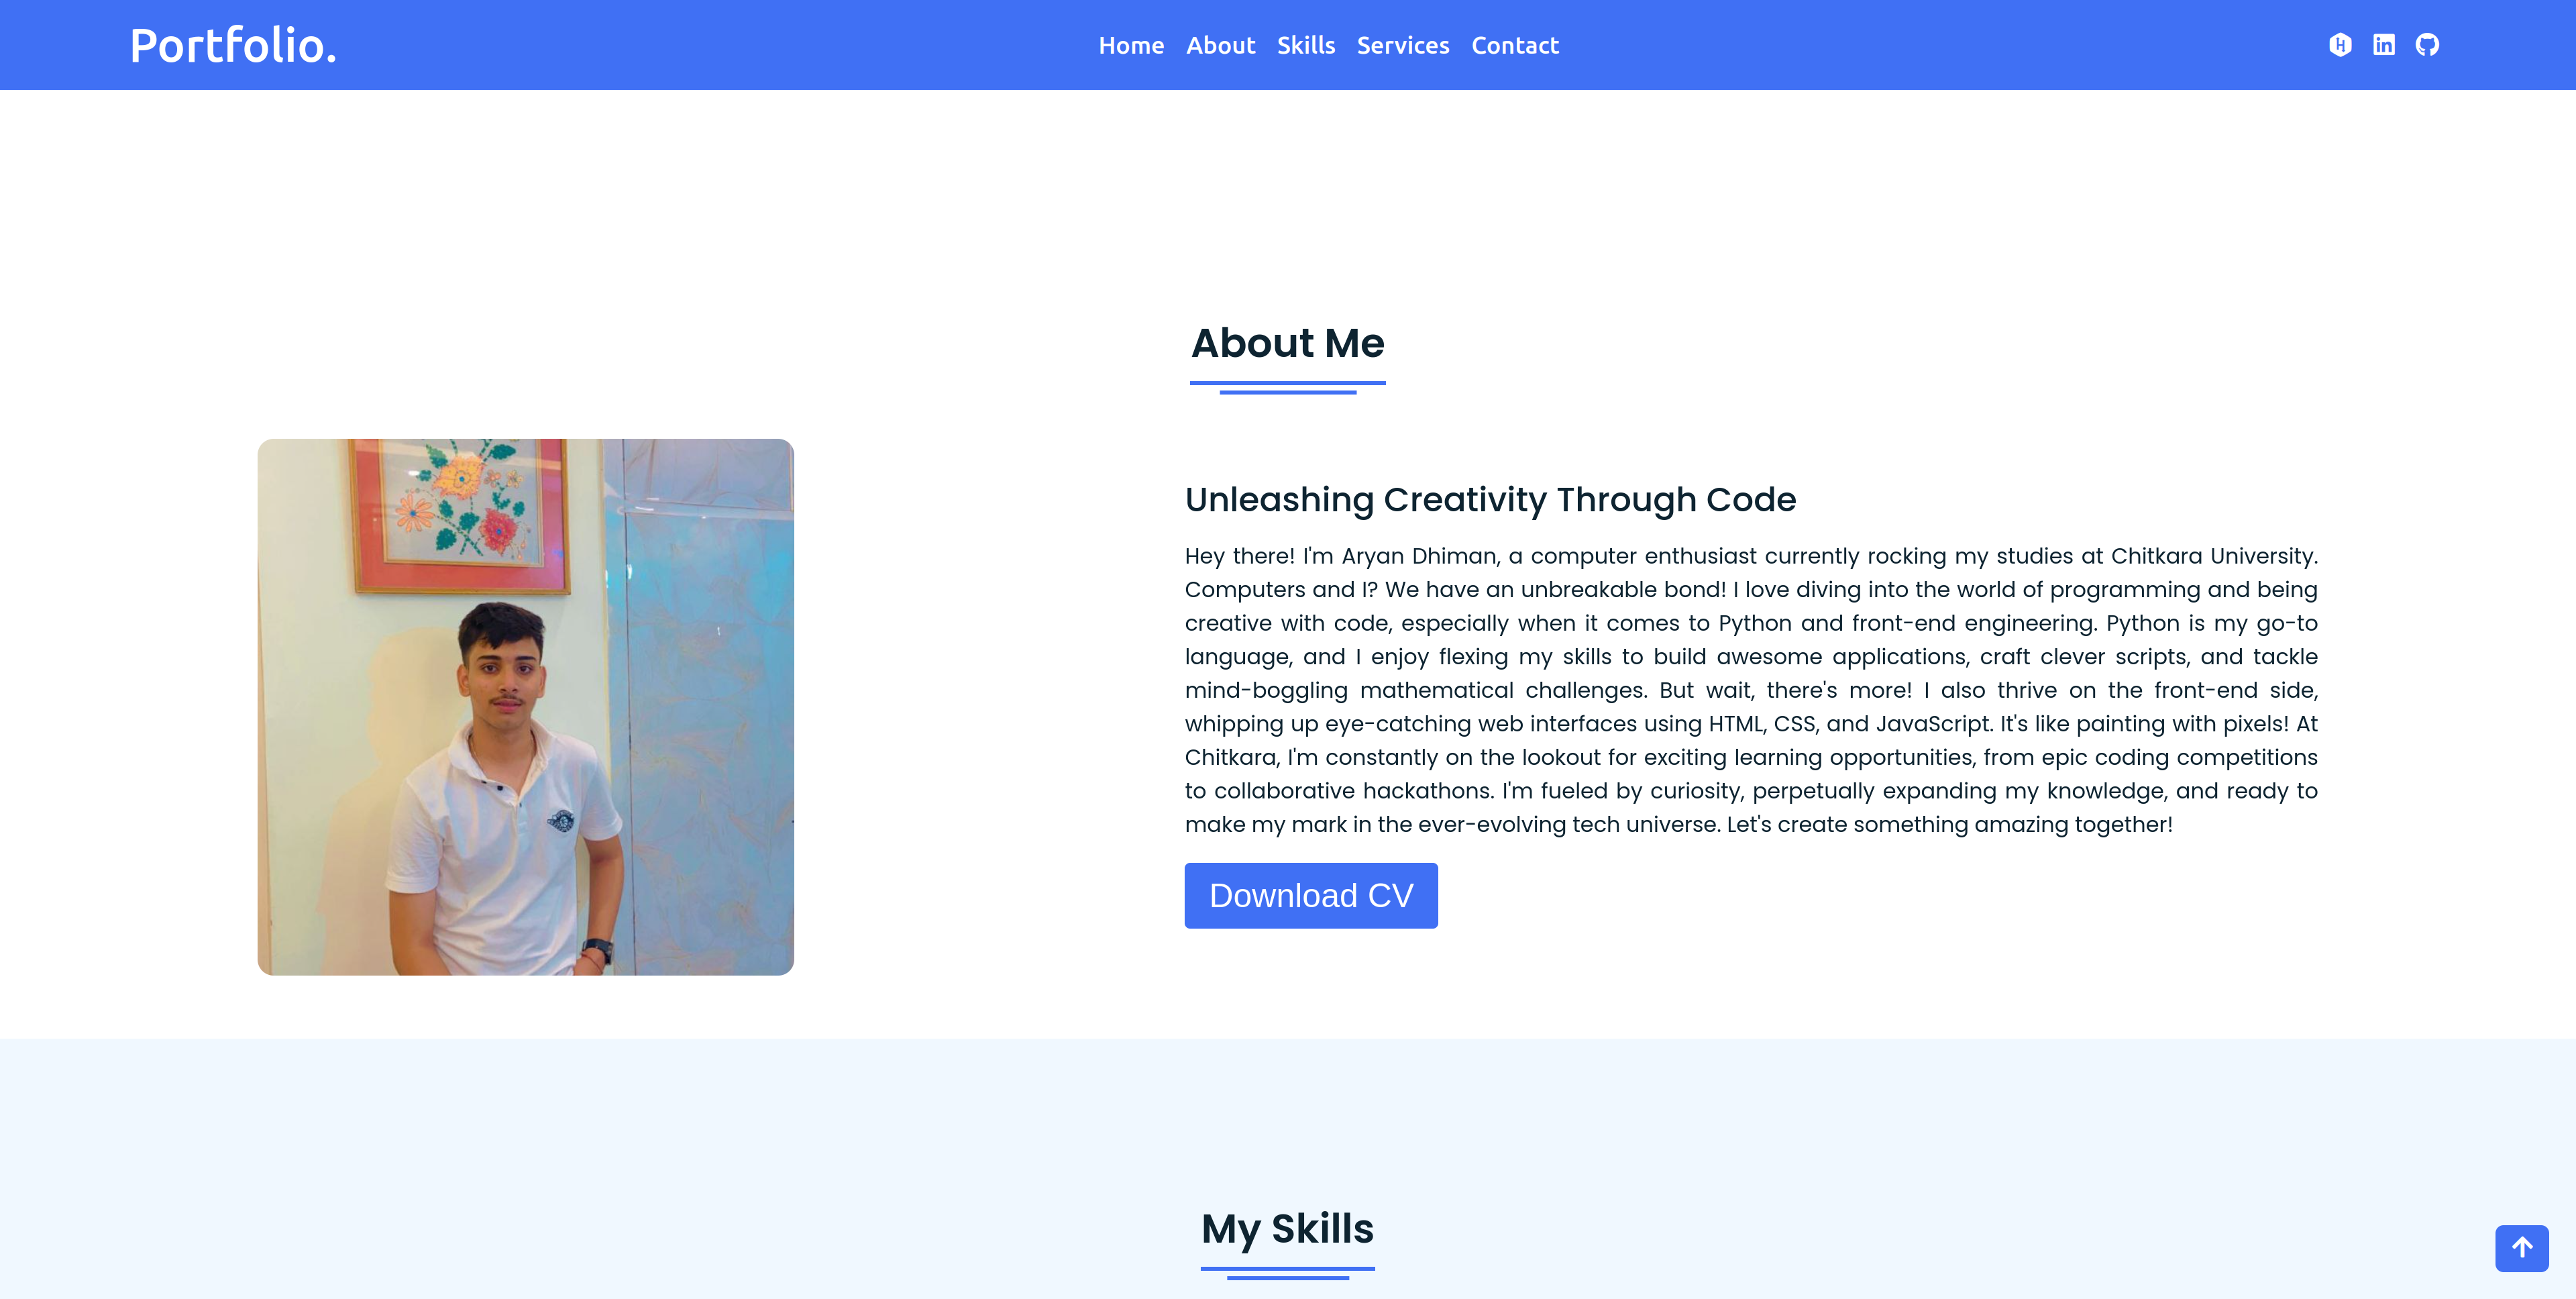 Portfolio.
Home About Skills Services Contact
About Me
Unleashing Creativity Through Code
Hey there! I'm Aryan Dhiman, a computer enthusiast currently rocking my studies at Chitkara University.
Computers and I? We have an unbreakable bond! I love diving into the world of programming and being
creative with code, especially when it comes to Python and front-end engineering. Python is my go-to
language, and I enjoy flexing my skills to build awesome applications, craft clever scripts, and tackle
mind-boggling mathematical challenges. But wait, there's more! I also thrive on the front-end side,
whipping up eye-catching web interfaces using HTML, CSS, and JavaScript. It's like painting with pixels! At
Chitkara, I'm constantly on the lookout for exciting learning opportunities, from epic coding competitions
to collaborative hackathons. I'm fueled by curiosity, perpetually expanding my knowledge, and ready to
make my mark in the ever-evolving tech universe. Let's create something amazing together!
Download CV
My Skills